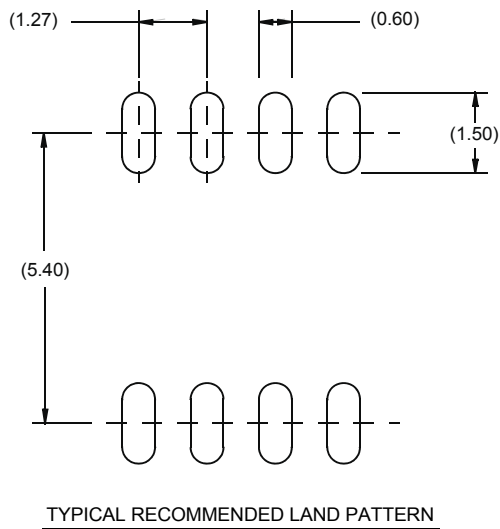 (1.27)
(0.60)
(1.50)
(5.40)
TYPICAL RECOMMENDED LAND PATTERN